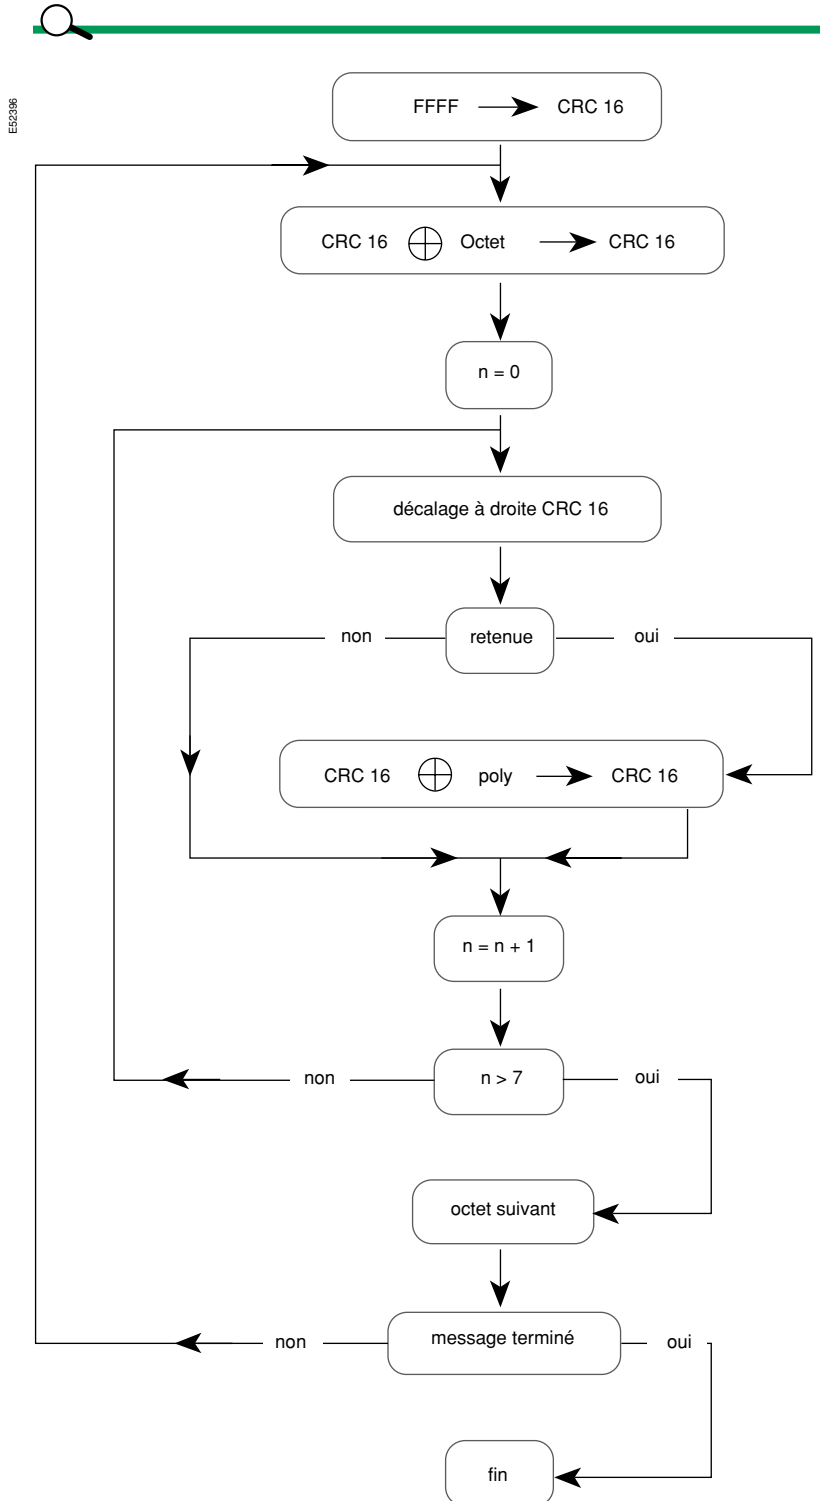 E52396
FFFF CRC 16
CRC 16 Octet CRC 16
n = 0
décalage à droite CRC 16
non retenue oui
CRC 16 poly CRC 16
n = n + 1
non n > 7 oui
octet suivant
non message terminé oui
fin